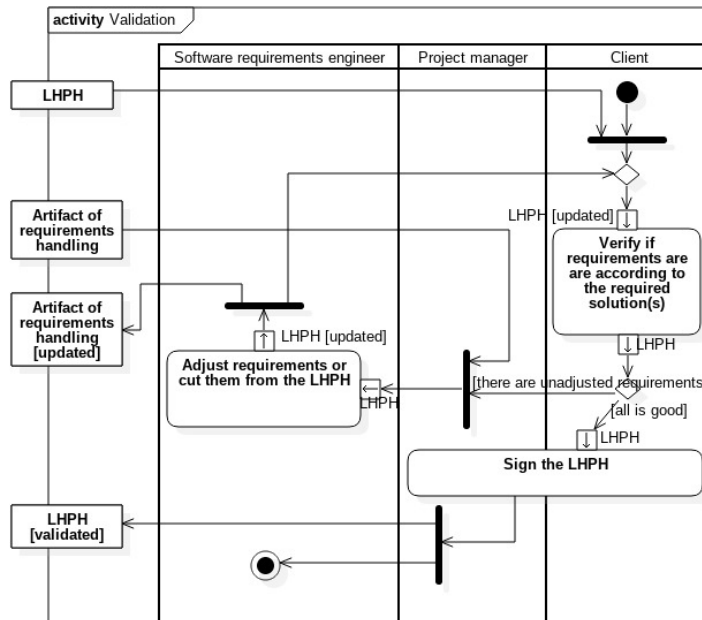 activity Validation
Software requirements engineer
Project manager
Client
LHPH
Artifact of
requirements
handling
LHPH [updated]
Verify if
requirements are
are according to
the required
solution(s)
Artifact of
requirements
handling
[updated]
LHPH [updated]
LHPH
Adjust requirements or
cut them from the LHPH
LHPH
[there are unadjusted requirements
[all is good]
LHPH
Sign the LHPH
LHPH
[validated]